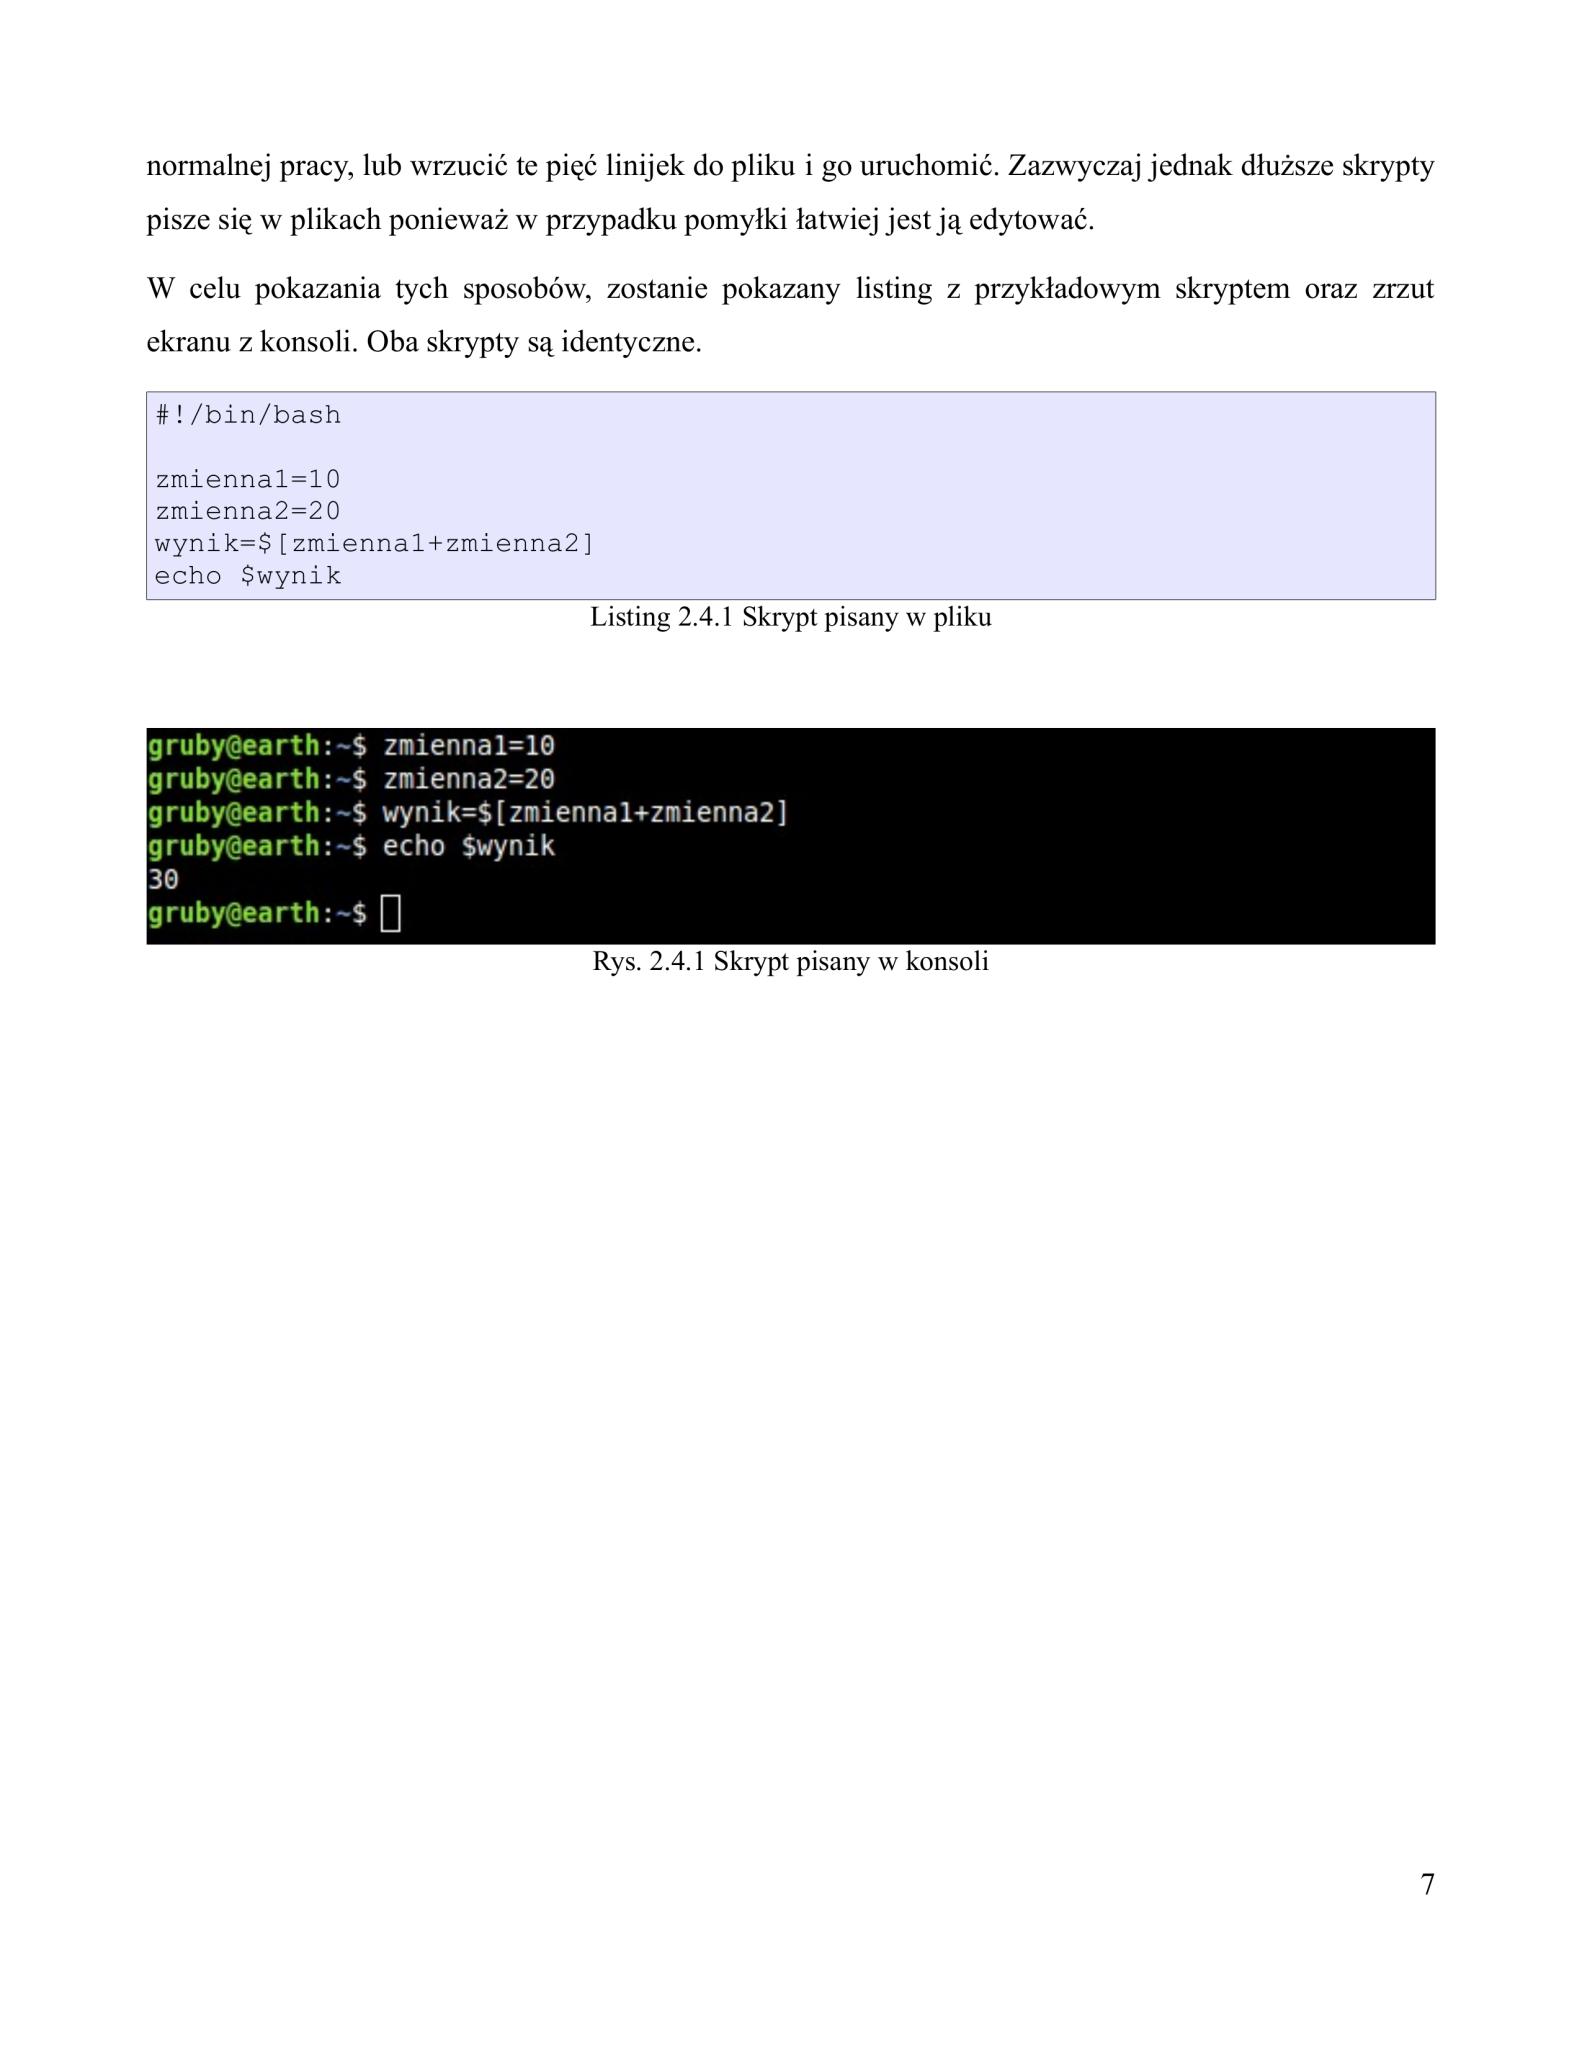 normalnej pracy, lub wrzucić te pięć linijek do pliku i go uruchomić. Zazwyczaj jednak dłuższe skrypty
pisze się w plikach ponieważ w przypadku pomyłki łatwiej jest ją edytować.
W celu pokazania tych sposobów, zostanie pokazany listing z przykładowym skryptem oraz zrzut
ekranu z konsoli. Oba skrypty są identyczne.
#!/bin/bash
zmienna1=10
zmienna2=20
wynik=$[zmienna1+zmienna2]
echo $wynik
Listing 2.4.1 Skrypt pisany w pliku
gruby@earth:~$ zmienna1=10
gruby@earth:~$ zmienna2=20
gruby@earth:~$ wynik=$[zmienna1+zmienna2]
gruby@earth:~$ echo $wynik
30
gruby@earth:~$
Rys. 2.4.1 Skrypt pisany w konsoli
7